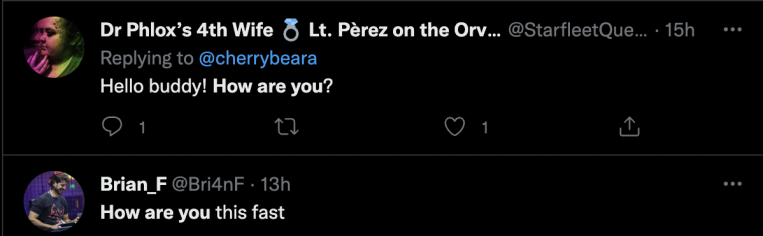 Dr Phlox's 4th Wife 💍 Lt. Pèrez on the Orv... @StarfleetQue... · 15h
Replying to @cherrybeara
Hello buddy! How are you?
1 1
Brian_F @Bri4nF · 13h
How are you this fast